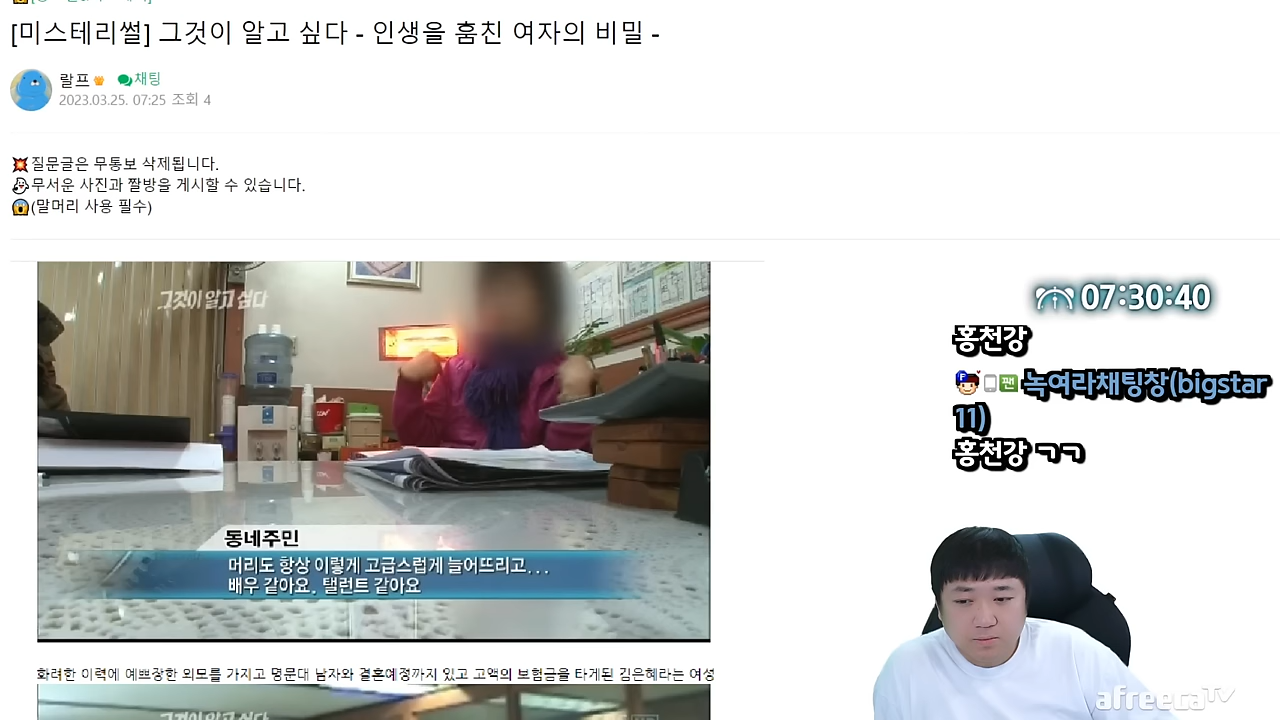 [미스테리썰] 그것이 알고 싶다 - 인생을 훔친 여자의 비밀 -
랄프
채팅
2023.03.25. 07:25 조회 4
질문글은 무통보 삭제됩니다.
무서운 사진과 짤방을 게시할 수 있습니다.
(말머리 사용 필수)
그것이 알고 싶다
07:30:40
홍천강
팬 녹여라채팅창(bigstar
11)
홍천강 ㄱㄱ
동네주민
머리도 항상 이렇게 고급스럽게 늘어뜨리고...
배우 같아요. 탤런트 같아요
화려한 이력에 예쁘장한 외모를 가지고 명문대 남자와 결혼예정까지 있고 고액의 보험금을 타게된 김은혜라는 여성
그것이 알고 싶다
afreecaTV